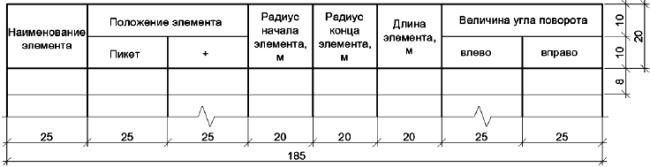 Наименование
элемента
Положение элемента
Пикет
+
Радиус
начала
элемента,
м
Радиус
конца
элемента,
м
Длина
элемента,
м
Величина угла поворота
влево
вправо
10
10
20
8
25
25
25
20
20
20
25
25
185